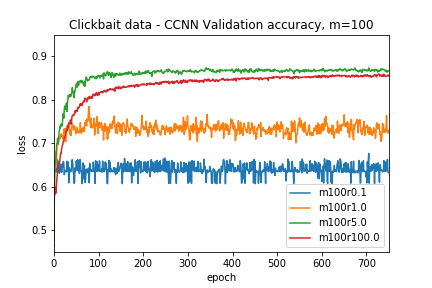 Clickbait data - CCNN Validation accuracy, m=100
0.9
0.8
0.7
0.6
0.5
loss
0 100 200 300 400 500 600 700
epoch
m100r0.1
m100r1.0
m100r5.0
m100r100.0